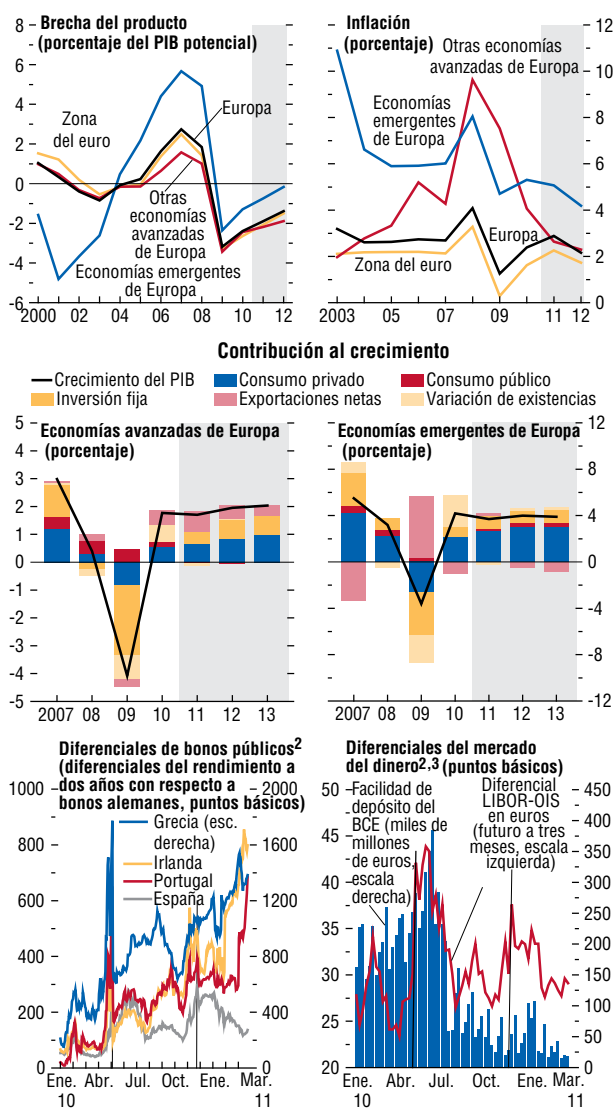 Brecha del producto
(porcentaje del PIB potencial)
8
6
4
2
0
-2
-4
-6
Zona
del euro
Europa
Otras
economías
avanzadas
de Europa
Economías emergentes
de Europa
2000 02 04 06 08 10 12
Inflación
(porcentaje)
Otras economías
avanzadas de Europa
Economías
emergentes
de Europa
Europa
Zona del euro
12
10
8
6
4
2
0
2003 05 07 09 11 12
Contribución al crecimiento
Crecimiento del PIB
Consumo privado
Consumo público
Inversión fija
Exportaciones netas
Variación de existencias
Economías avanzadas de Europa
(porcentaje)
5
4
3
2
1
0
-1
-2
-3
-4
-5
2007 08 09 10 11 12 13
Economías emergentes de Europa
(porcentaje)
12
8
4
0
-4
-8
-12
2007 08 09 10 11 12 13
Diferenciales de bonos públicos2
(diferenciales del rendimiento a
dos años con respecto a
bonos alemanes, puntos básicos)
1000
800
600
400
200
0
2000
1600
1200
800
400
0
Grecia (esc.
derecha)
Irlanda
Portugal
España
Ene. Abr. Jul. Oct. Ene. Mar.
10 11
Diferenciales del mercado
del dinero2,3 (puntos básicos)
50
45
40
35
30
25
20
450
400
350
300
250
200
150
100
50
0
Facilidad de
depósito del
BCE (miles de
millones
de euros,
escala
derecha)
Diferencial
LIBOR-OIS
en euros
(futuro a tres
meses, escala
izquierda)
Ene. Abr. Jul. Oct. Ene. Mar.
10 11